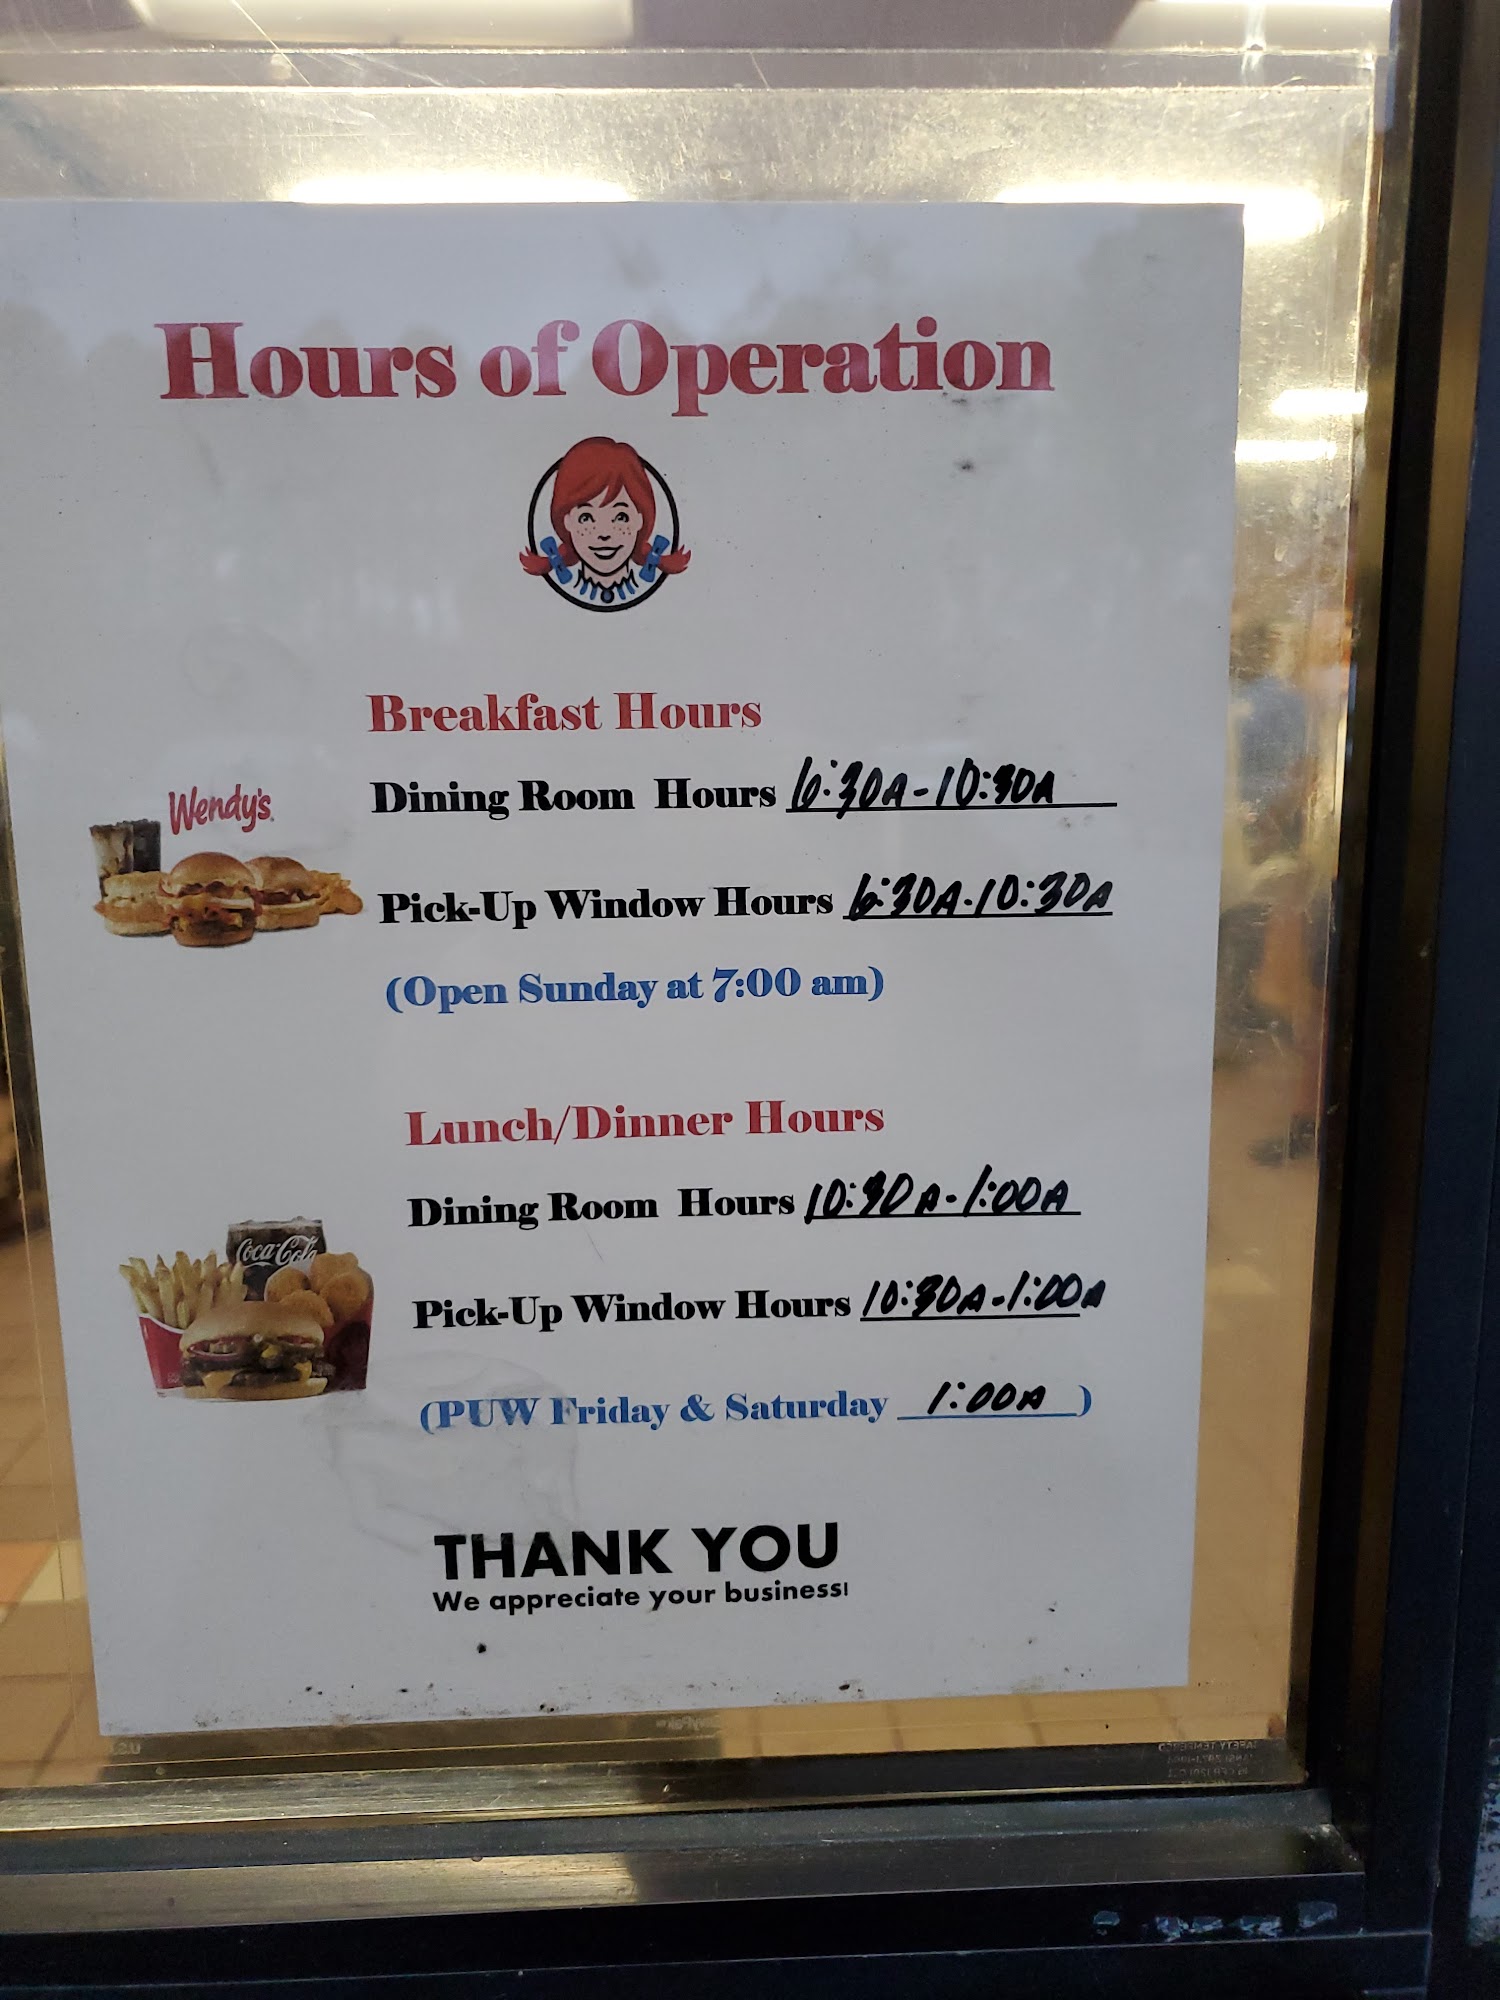 Hours of Operation
Breakfast Hours
Dining Room Hours 6:30A-10:30A
Wendy's
Pick-Up Window Hours 6:30A-10:30A
(Open Sunday at 7:00 am)
Lunch/Dinner Hours
Dining Room Hours 10:30A-1:00A
Coca-Cola
Pick-Up Window Hours 10:30A-1:00A
(PUW Friday & Saturday 1:00A)
THANK YOU
We appreciate your business!